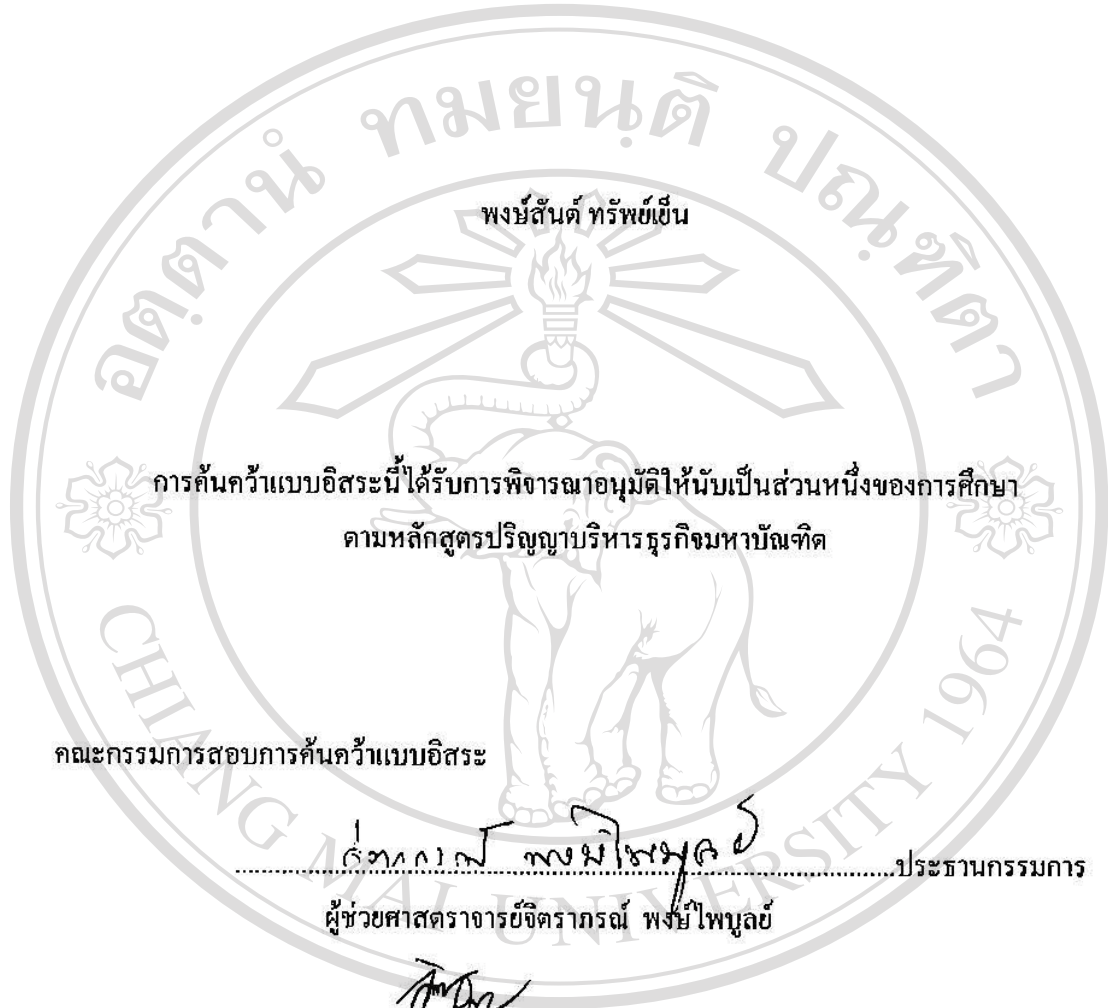 อตฺตานํ ทมยนฺติ ปณฺฑิตา
พงษ์สันต์ ทรัพย์เย็น
การค้นคว้าแบบอิสระนี้ ได้รับการพิจารณาอนุมัติให้นับเป็นส่วนหนึ่งของการศึกษา
ตามหลักสูตรปริญญาบริหารธุรกิจมหาบัณฑิต
คณะกรรมการสอบการค้นคว้าแบบอิสระ
ประธานกรรมการ
ผู้ช่วยศาสตราจารย์จิตราภรณ์ พงษ์ไพบูลย์
CHIANG MAI UNIVERSITY 1964